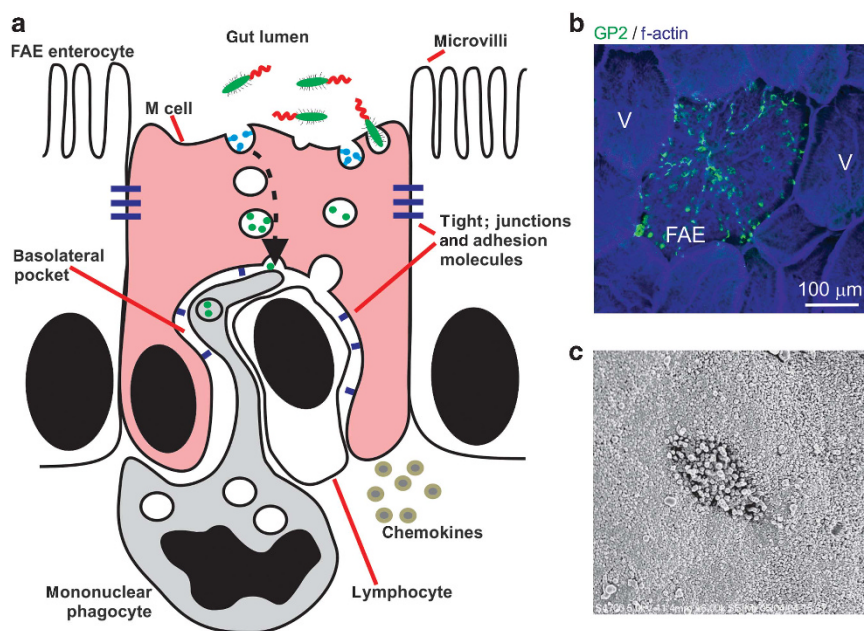 a
Gut lumen
FAE enterocyte
Microvilli
M cell
Tight; junctions
and adhesion
molecules
Basolateral
pocket
Chemokines
Mononuclear
phagocyte
Lymphocyte
b
GP2 / f-actin
V
V
FAE
100 μm
c